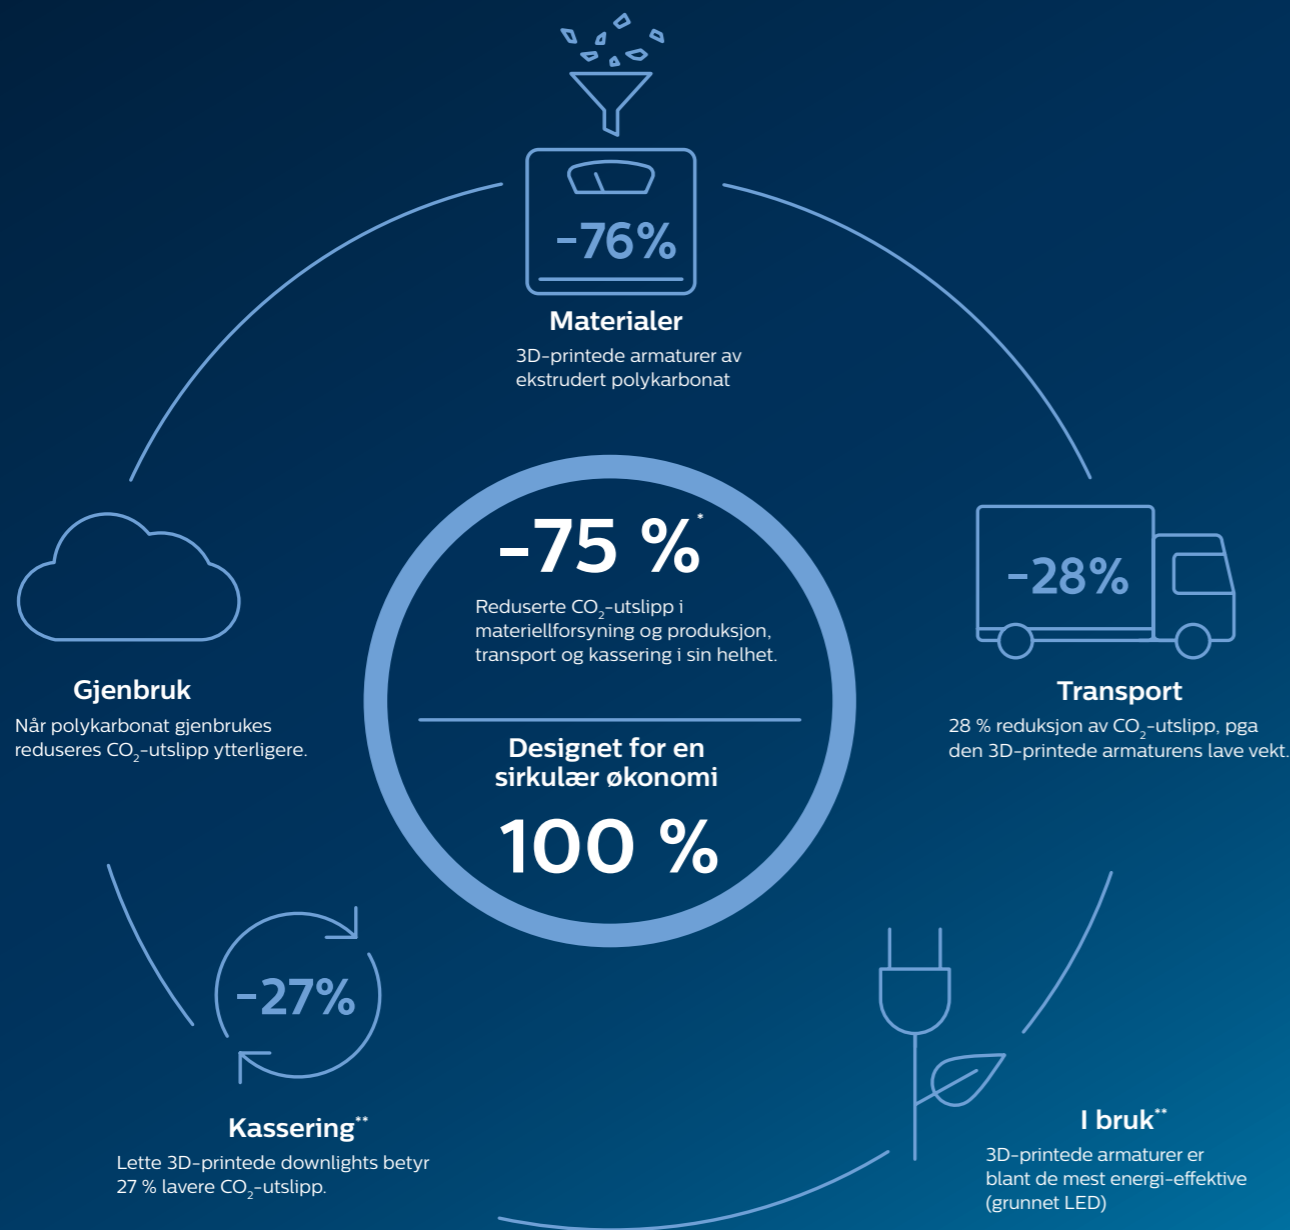 -76%
Materialer
3D-printede armaturer av
ekstrudert polykarbonat
-75 %*
Reduserte CO₂-utslipp i
materiellforsyning og produksjon,
transport og kassering i sin helhet.
Designet for en
sirkulær økonomi
100 %
-28%
Transport
28 % reduksjon av CO₂-utslipp, pga
den 3D-printede armaturens lave vekt.
Gjenbruk
Når polykarbonat gjenbrukes
reduseres CO₂-utslipp ytterligere.
-27%
Kassering**
Lette 3D-printede downlights betyr
27 % lavere CO₂-utslipp.
I bruk**
3D-printede armaturer er
blant de mest energi-effektive
(grunnet LED)